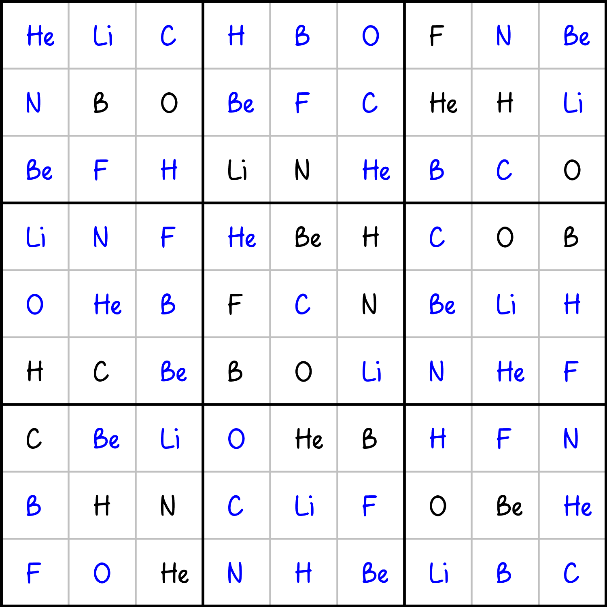 He Li C H B O F N Be
N B O Be F C He H Li
Be F H Li N He B C O
Li N F He Be H C O B
O He B F C N Be Li H
H C Be B O Li N He F
C Be Li O He B H F N
B H N C Li F O Be He
F O He N H Be Li B C